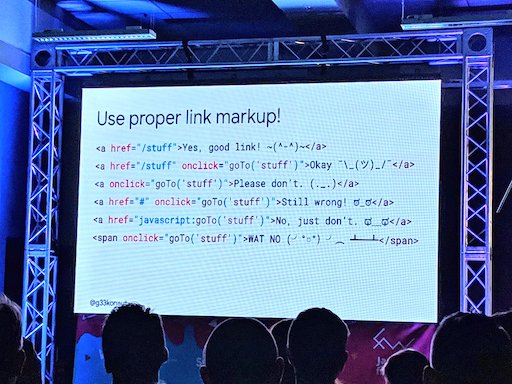 Use proper link markup!
<a href="/stuff">Yes, good link! ~(^-^)~</a>
<a href="/stuff" onclick="goTo('stuff')">Okay ¯\_(ツ)_/¯</a>
<a onclick="goTo('stuff')">Please don't. (._.)</a>
<a href="#" onclick="goTo('stuff')">Still wrong! ಠ_ಠ</a>
<a href="javascript:goTo('stuff')">No, just don't. ಥ_ಥ</a>
<span onclick="goTo('stuff')">WAT NO (╯°□°)╯︵ ┻━┻</span>